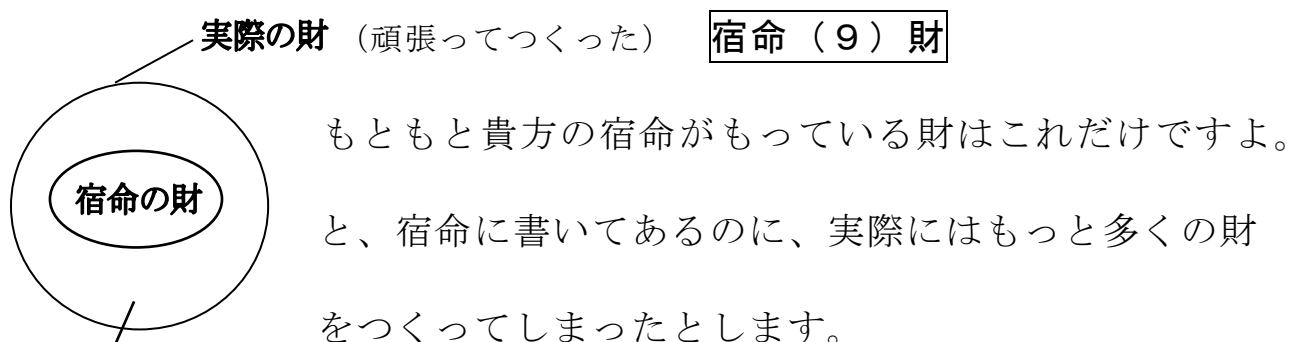 実際の財（頑張ってつくった） 宿命（９）財
もともと貴方の宿命がもっている財はこれだけですよ。
宿命の財
と、宿命に書いてあるのに、実際にはもっと多くの財
をつくってしまったとします。